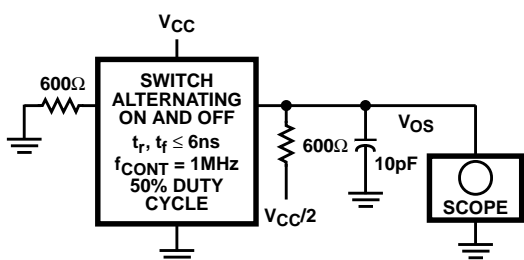 VCC
600Ω
SWITCH
ALTERNATING
ON AND OFF
tr, tf ≤ 6ns
fCONT = 1MHz
50% DUTY
CYCLE
600Ω
VCC/2
10pF
VOS
SCOPE